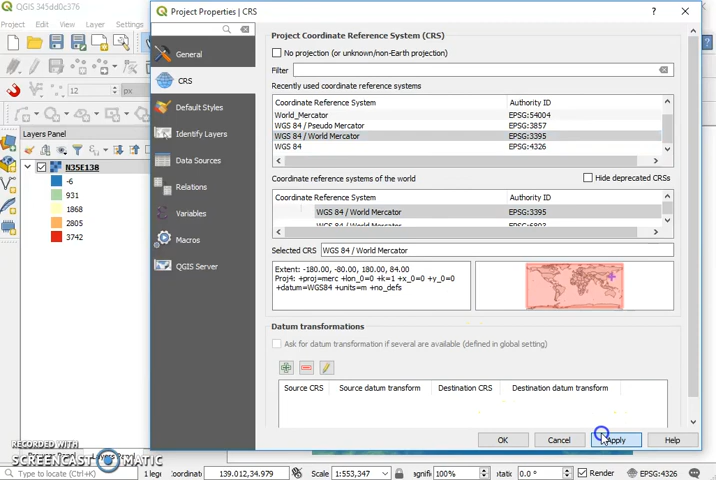 QGIS 345dd0c376
Project Properties | CRS
Project Edit View Layer Settings
12 px
Layers Panel
N35E138
-6
931
1868
2805
3742
General
CRS
Default Styles
Identify Layers
Data Sources
Relations
Variables
Macros
QGIS Server
Project Coordinate Reference System (CRS)
No projection (or unknown/non-Earth projection)
Filter
Recently used coordinate reference systems
Coordinate Reference System Authority ID
World_Mercator EPSG:54004
WGS 84 / Pseudo Mercator EPSG:3857
WGS 84 / World Mercator EPSG:3395
WGS 84 EPSG:4326
Coordinate reference systems of the world Hide deprecated CRSs
Coordinate Reference System Authority ID
WGS 84 / World Mercator EPSG:3395
Selected CRS WGS 84 / World Mercator
Extent: -180.00, -80.00, 180.00, 84.00
Proj4: +proj=merc +lon_0=0 +k=1 +x_0=0 +y_0=0
+datum=WGS84 +units=m +no_defs
Datum transformations
Ask for datum transformation if several are available (defined in global setting)
Source CRS Source datum transform Destination CRS Destination datum transform
OK Cancel Apply Help
RECORDED WITH
SCREENCAST MATIC
Type to locate (Ctrl+K) 1 lege Coordinate 139.012,34.979 Scale 1:553,347 agnifie 100% otatic 0.0 ° Render EPSG:4326